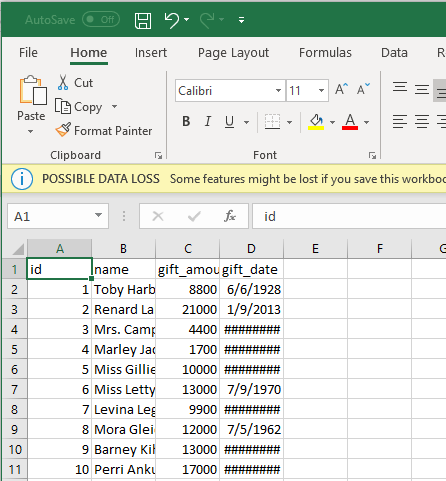 AutoSave Off
File Home Insert Page Layout Formulas Data R
Paste
Cut
Copy
Format Painter
Calibri 11 A A
B I U A
Clipboard Font
POSSIBLE DATA LOSS Some features might be lost if you save this workboo
A1 fx id
A B C D E F G
1 id name gift_amou gift_date
2 1 Toby Harb 8800 6/6/1928
3 2 Renard La 21000 1/9/2013
4 3 Mrs. Camp 4400 ########
5 4 Marley Jac 1700 ########
6 5 Miss Gillie 10000 ########
7 6 Miss Letty 13000 7/9/1970
8 7 Levina Leg 9900 ########
9 8 Mora Glei 12000 7/5/1962
10 9 Barney Kih 13000 ########
11 10 Perri Anku 17000 ########